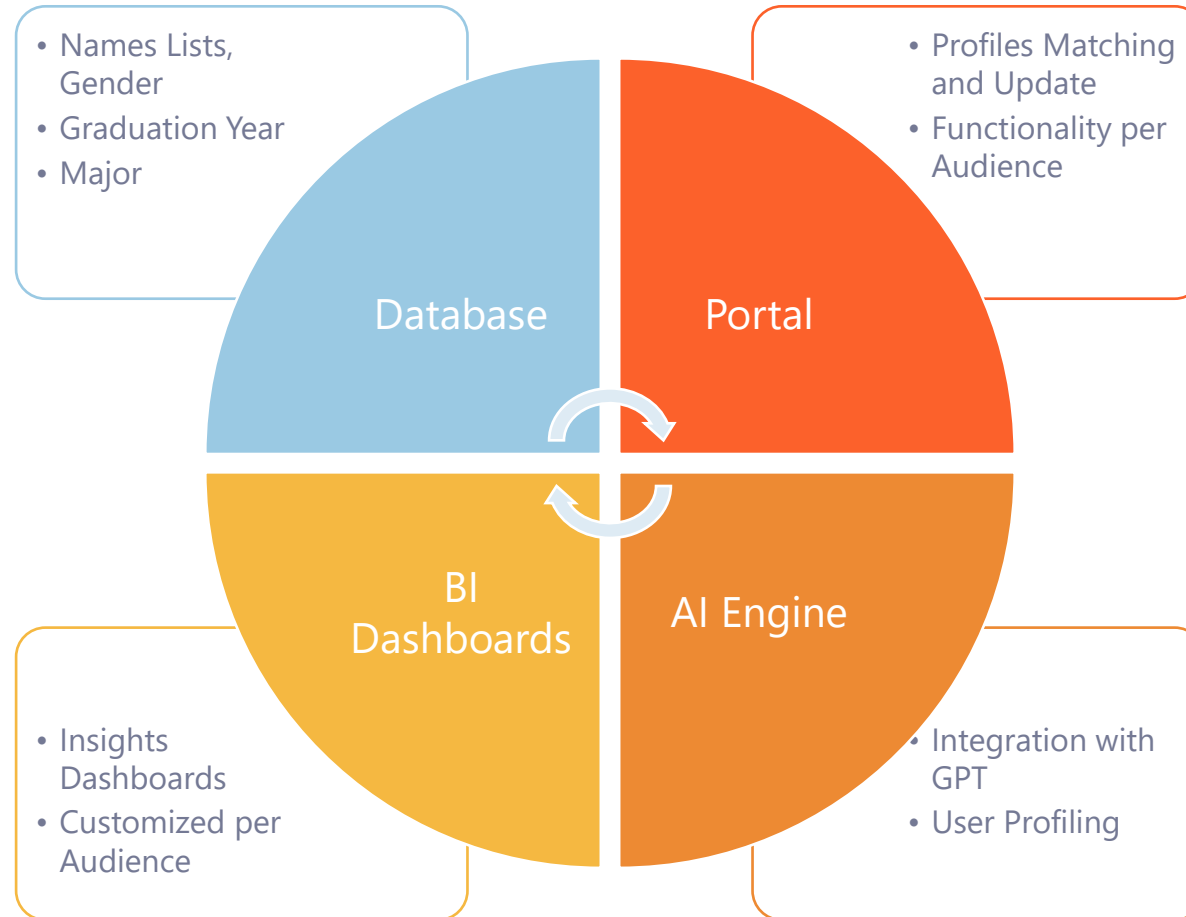 • Names Lists,
Gender
• Graduation Year
• Major
• Profiles Matching
and Update
• Functionality per
Audience
Database
Portal
BI
Dashboards
AI Engine
• Insights
Dashboards
• Customized per
Audience
• Integration with
GPT
• User Profiling